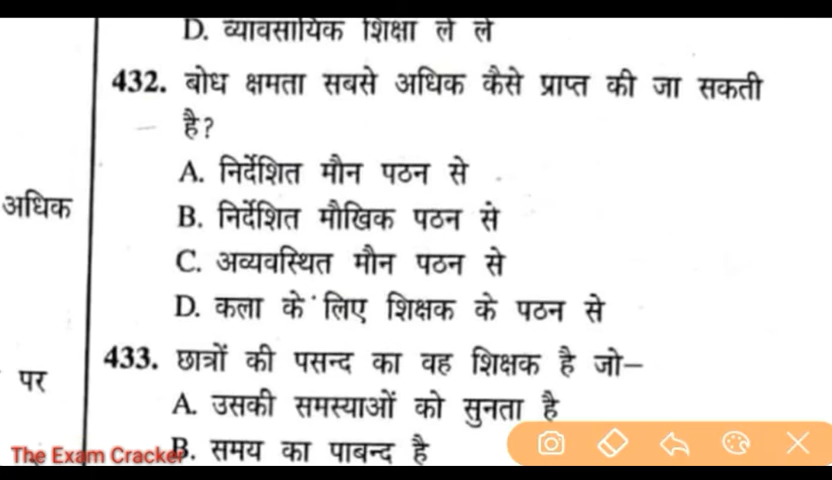 D. व्यावसायिक शिक्षा ले ले
432. बोध क्षमता सबसे अधिक कैसे प्राप्त की जा सकती
है?
A. निर्देशित मौन पठन से
अधिक
B. निर्देशित मौखिक पठन से
C. अव्यवस्थित मौन पठन से
D. कला के लिए शिक्षक के पठन से
433. छात्रों की पसन्द का वह शिक्षक है जो–
पर
A. उसकी समस्याओं को सुनता है
B. समय का पाबन्द है
The Exam Cracker